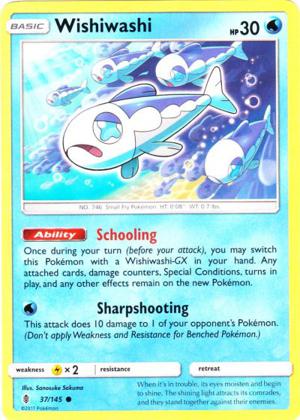 BASIC Wishiwashi HP 30
NO. 746 Small Fry Pokémon HT: 0'08" WT: 0.7 lbs.
Ability Schooling
Once during your turn (before your attack), you may switch
this Pokémon with a Wishiwashi-GX in your hand. Any
attached cards, damage counters, Special Conditions, turns
in play, and any other effects remain on the new Pokémon.
Sharpshooting
This attack does 10 damage to 1 of your opponent's Pokémon.
(Don't apply Weakness and Resistance for Benched Pokémon.)
weakness ×2 resistance retreat
Illus. Sanosuke Sakuma
37/145
©2017 Pokémon
When it's in trouble, its eyes moisten and begin
to shine. The shining light attracts its comrades,
and they stand together against their enemies.